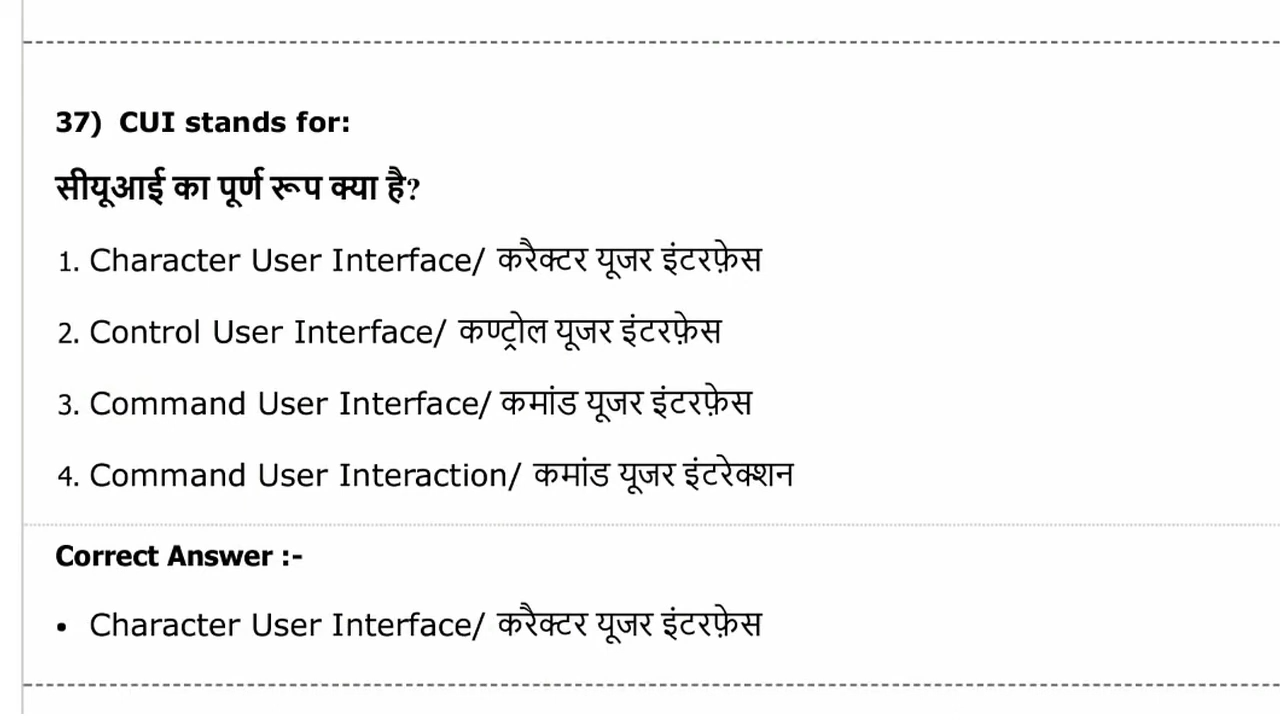 37) CUI stands for:
सीयूआई का पूर्ण रूप क्या है?
1. Character User Interface/ करैक्टर यूजर इंटरफ़ेस
2. Control User Interface/ कण्ट्रोल यूजर इंटरफ़ेस
3. Command User Interface/ कमांड यूजर इंटरफ़ेस
4. Command User Interaction/ कमांड यूजर इंटरेक्शन
Correct Answer :-
• Character User Interface/ करैक्टर यूजर इंटरफ़ेस